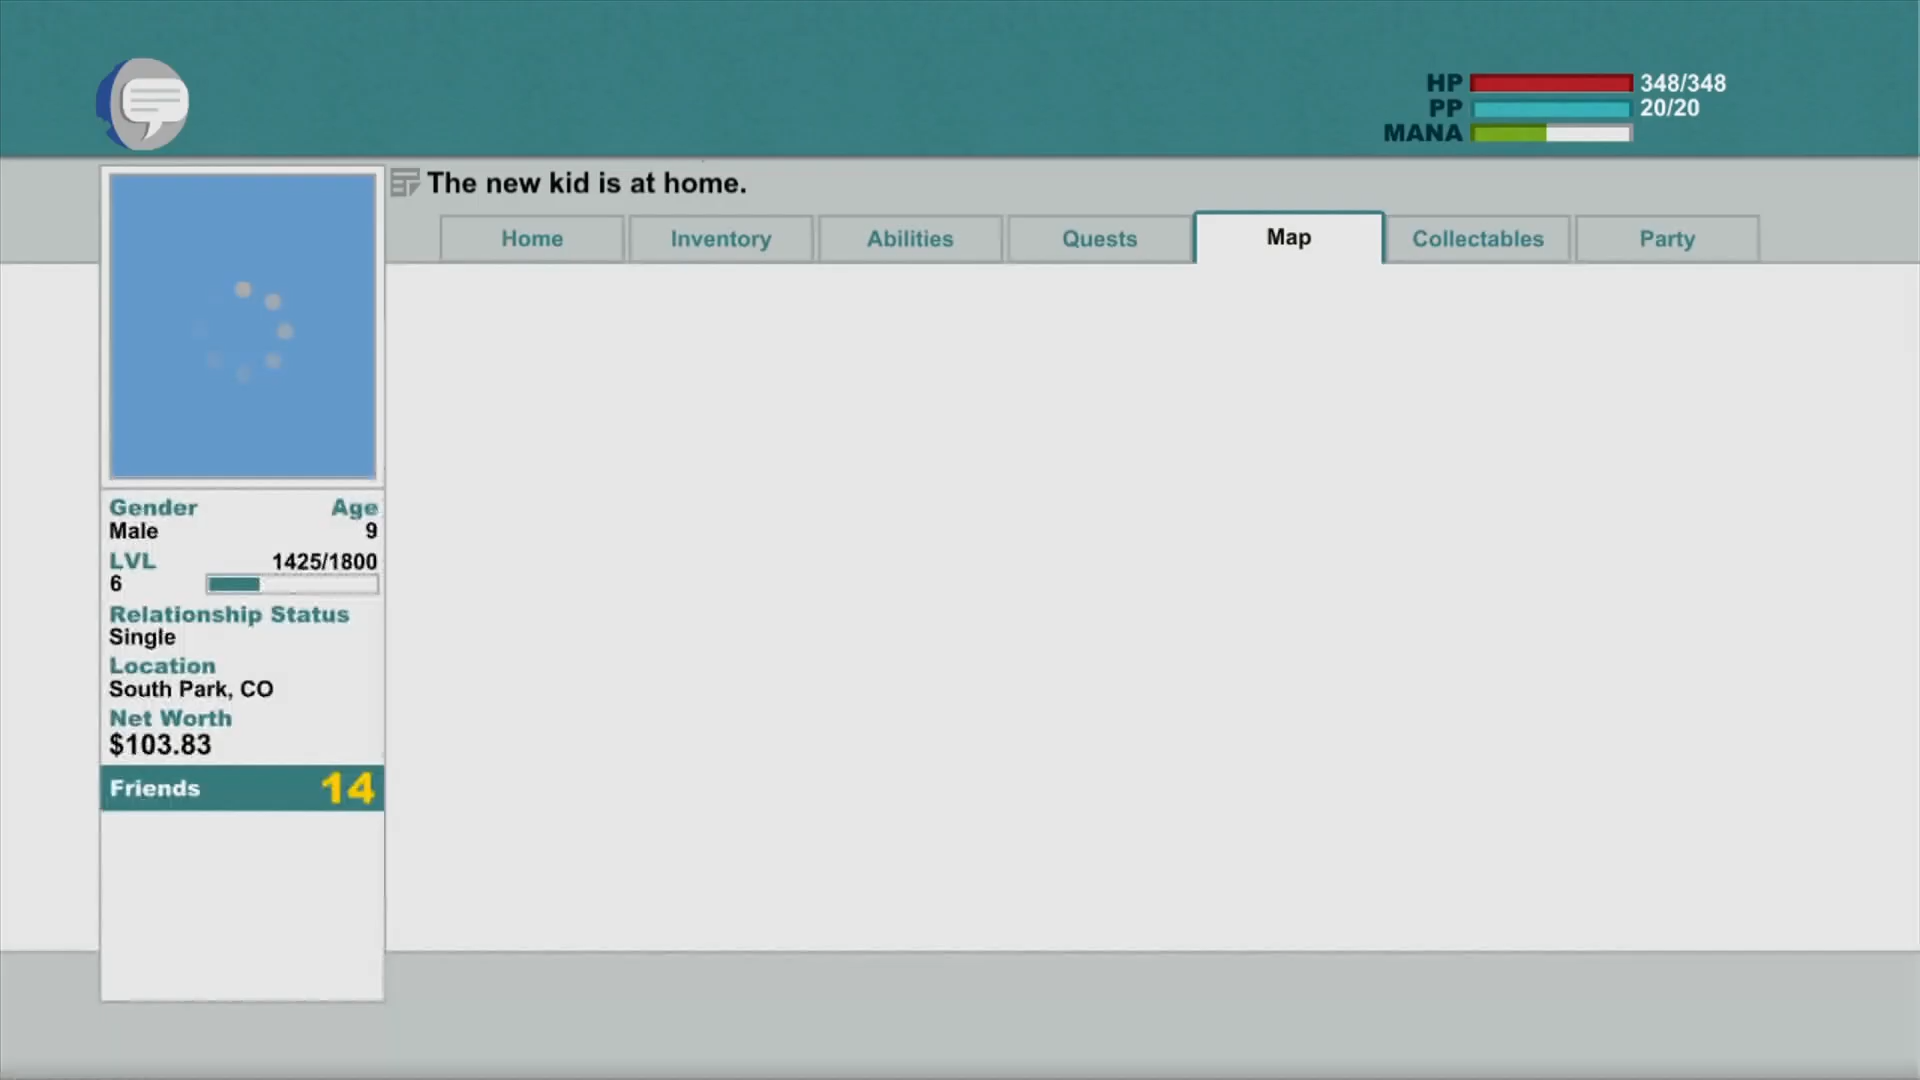 HP 348/348
PP 20/20
MANA
The new kid is at home.
Home Inventory Abilities Quests Map Collectables Party
Gender Age
Male 9
LVL 1425/1800
6
Relationship Status
Single
Location
South Park, CO
Net Worth
$103.83
Friends 14